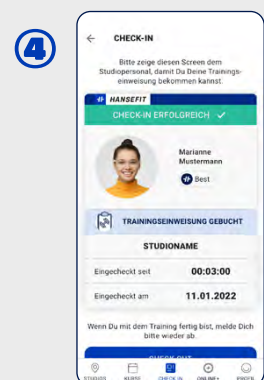 4
CHECK-IN
Bitte zeige diesen Screen dem
Studiopersonal, damit Du Deine Trainings-
einweisung bekommen kannst.
HANSEFIT
CHECK-IN ERFOLGREICH
Marianne
Mustermann
Best
TRAININGSEINWEISUNG GEBUCHT
STUDIONAME
Eingecheckt seit 00:03:00
Eingecheckt am 11.01.2022
Wenn Du mit dem Training fertig bist, melde Dich
bitte wieder ab.
CHECK-OUT
STUDIOS KURSE CHECK-IN ONLINE+ PROFIL